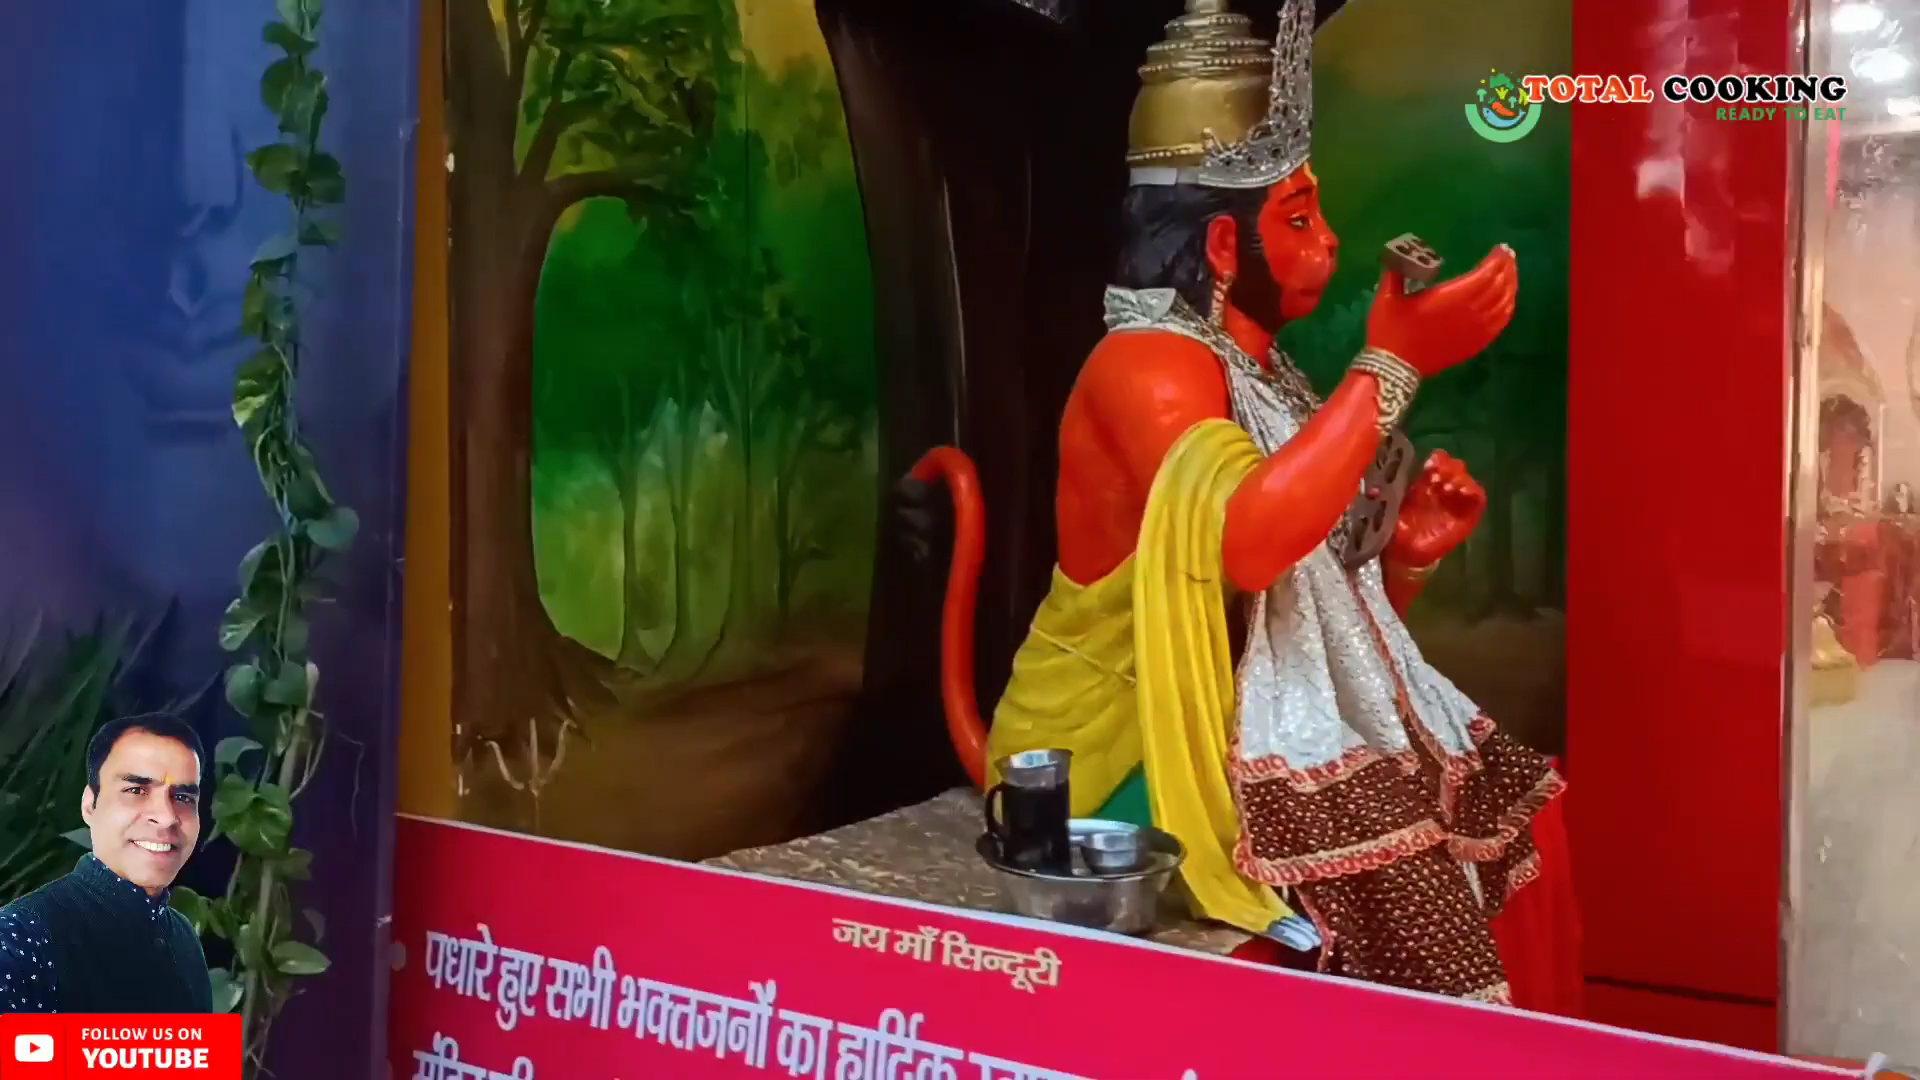 TOTAL COOKING
READY TO EAT
जय माँ सिन्दूरी
पधारे हुए सभी भक्तजनों का हार्दिक
FOLLOW US ON
YOUTUBE